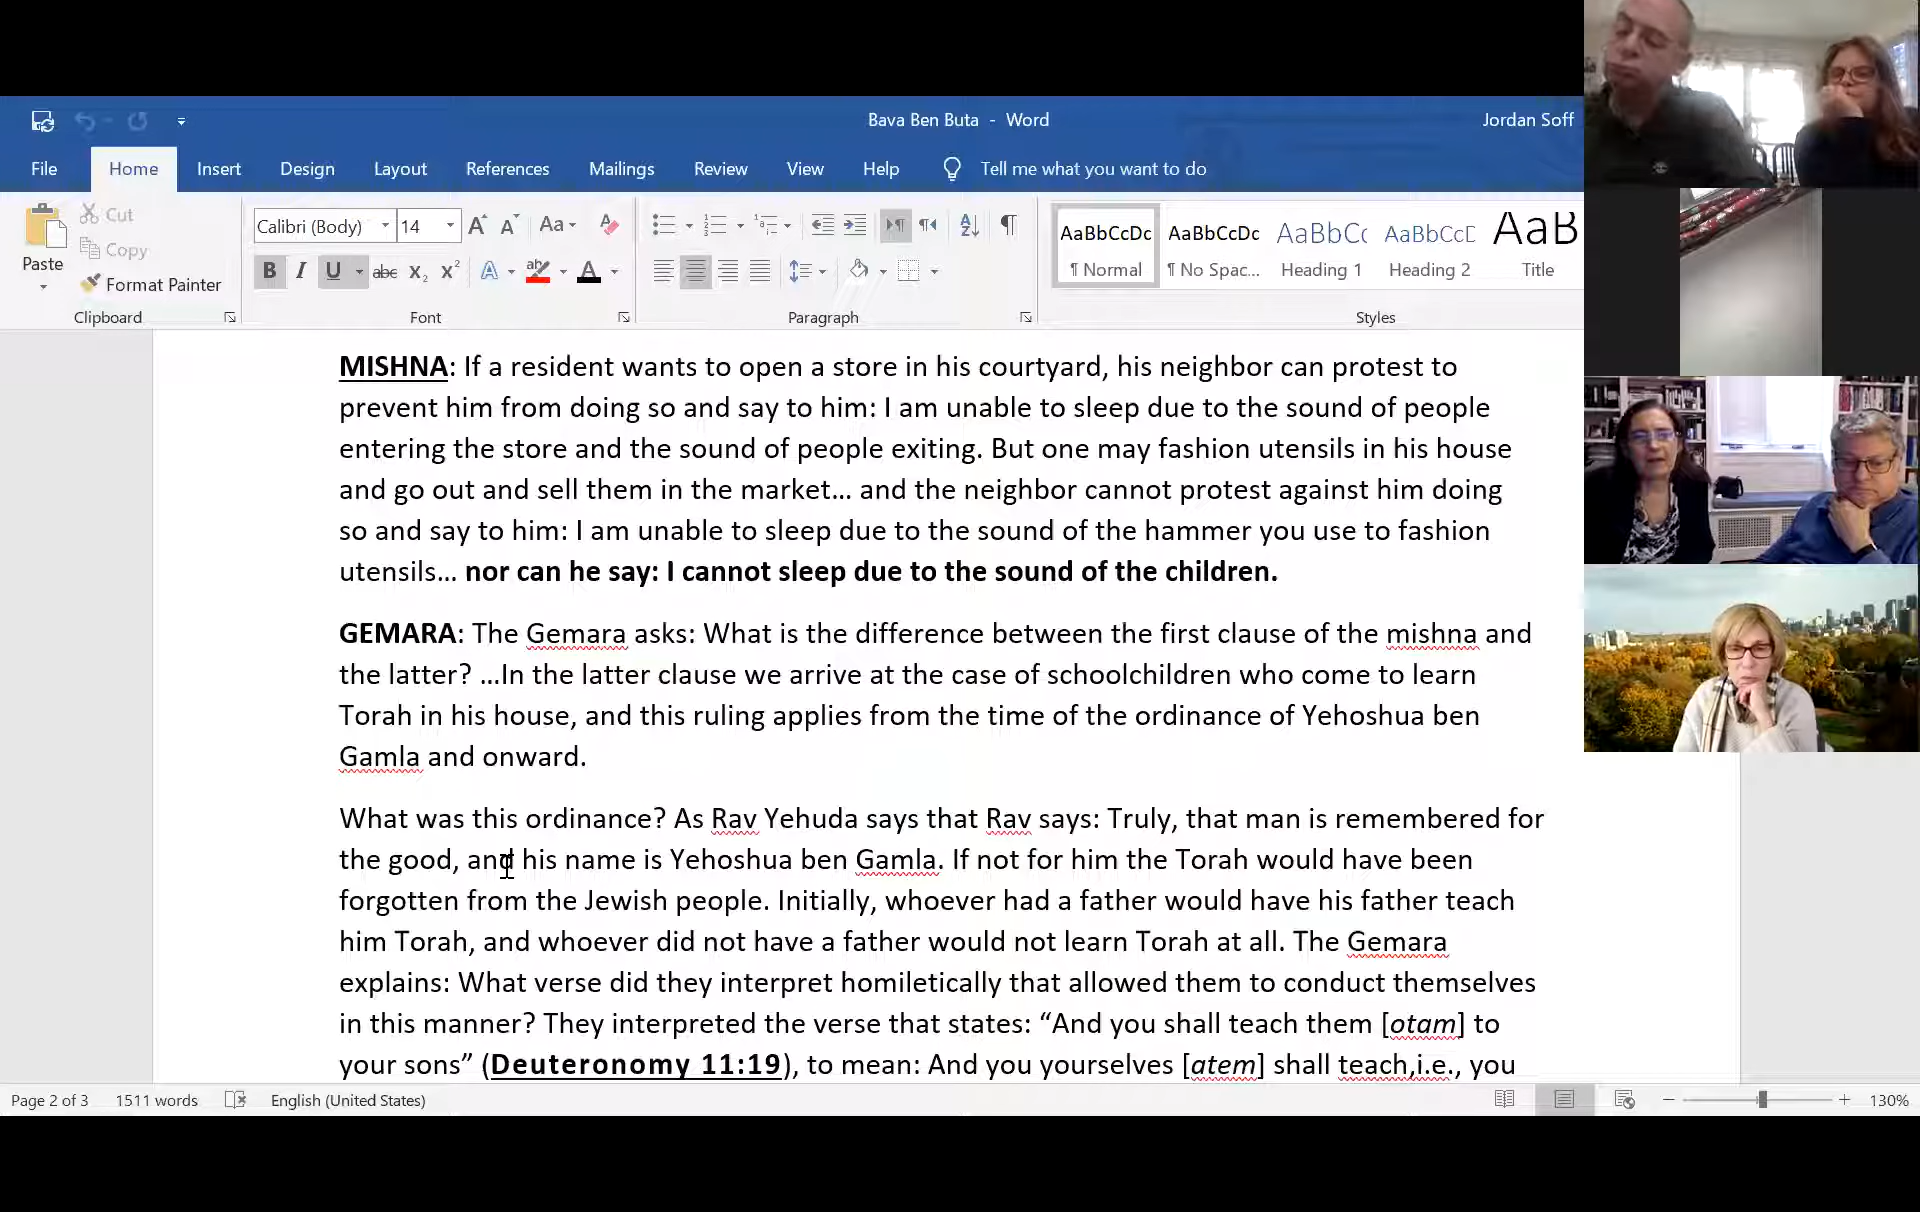 Bava Ben Buta - Word
Jordan Soff
File Home Insert Design Layout References Mailings Review View Help Tell me what you want to do
Paste
Cut
Copy
Format Painter
Clipboard
Calibri (Body) 14
Font
Paragraph
AaBbCcDc AaBbCcDc AaBbCc AaBbCcD AaB
¶ Normal ¶ No Spac... Heading 1 Heading 2 Title
Styles
MISHNA: If a resident wants to open a store in his courtyard, his neighbor can protest to
prevent him from doing so and say to him: I am unable to sleep due to the sound of people
entering the store and the sound of people exiting. But one may fashion utensils in his house
and go out and sell them in the market… and the neighbor cannot protest against him doing
so and say to him: I am unable to sleep due to the sound of the hammer you use to fashion
utensils… nor can he say: I cannot sleep due to the sound of the children.
GEMARA: The Gemara asks: What is the difference between the first clause of the mishna and
the latter? …In the latter clause we arrive at the case of schoolchildren who come to learn
Torah in his house, and this ruling applies from the time of the ordinance of Yehoshua ben
Gamla and onward.
What was this ordinance? As Rav Yehuda says that Rav says: Truly, that man is remembered for
the good, and his name is Yehoshua ben Gamla. If not for him the Torah would have been
forgotten from the Jewish people. Initially, whoever had a father would have his father teach
him Torah, and whoever did not have a father would not learn Torah at all. The Gemara
explains: What verse did they interpret homiletically that allowed them to conduct themselves
in this manner? They interpreted the verse that states: “And you shall teach them [otam] to
your sons” (Deuteronomy 11:19), to mean: And you yourselves [atem] shall teach,i.e., you
Page 2 of 3 1511 words English (United States) 130%